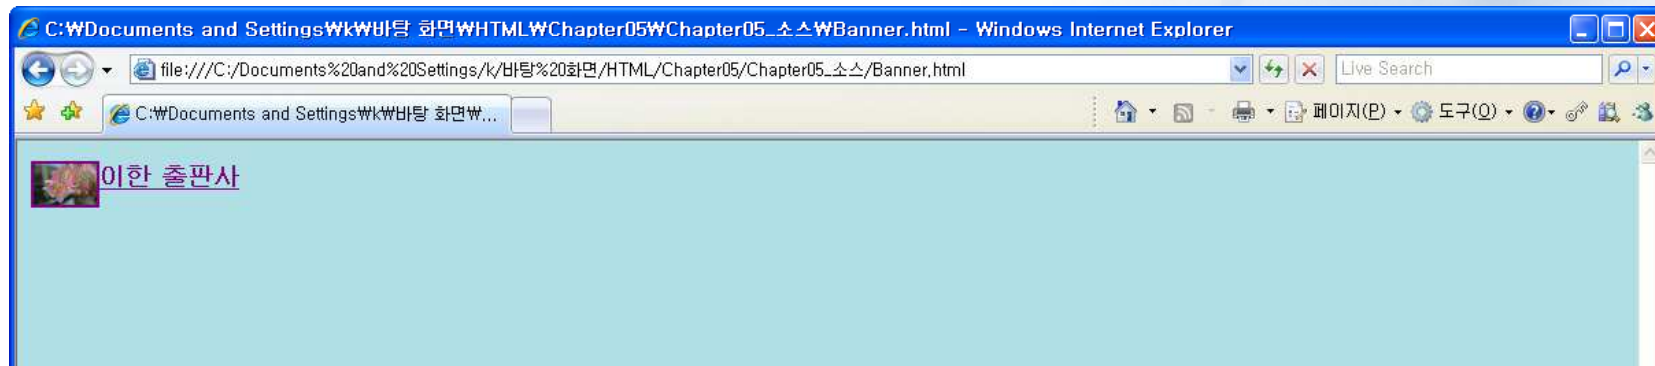 C:₩Documents and Settings₩k₩바탕 화면₩HTML₩Chapter05₩Chapter05_소스₩Banner.html - Windows Internet Explorer
file:///C:/Documents%20and%20Settings/k/바탕%20화면/HTML/Chapter05/Chapter05_소스/Banner.html
Live Search
C:₩Documents and Settings₩k₩바탕 화면₩...
페이지(P)
도구(O)
이한 출판사